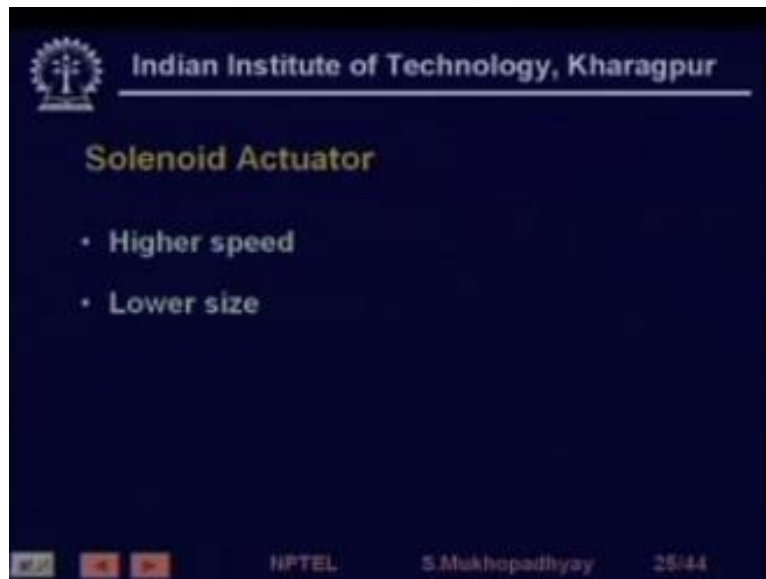 Indian Institute of Technology, Kharagpur
Solenoid Actuator
• Higher speed
• Lower size
NPTEL S.Mukhopadhyay 25/44